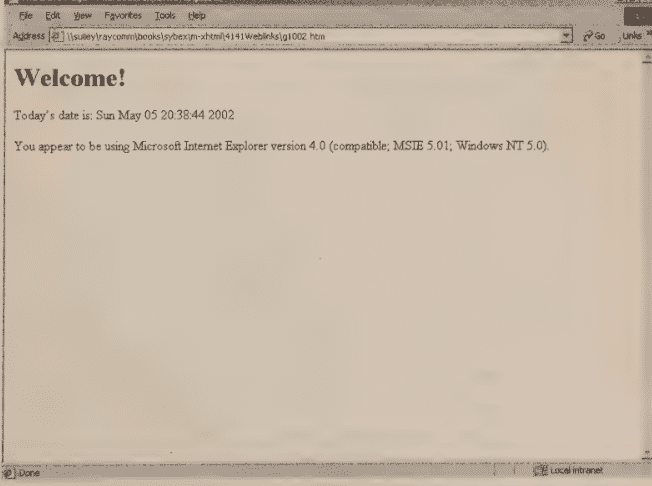 File Edit View Favorites Tools Help
Address \\suiley\raycomm\books\sybex\m-xhtml\4141Weblinks\g1002.htm Go Links »
Welcome!
Today's date is: Sun May 05 20:38:44 2002
You appear to be using Microsoft Internet Explorer version 4.0 (compatible; MSIE 5.01; Windows NT 5.0).
Done Local intranet